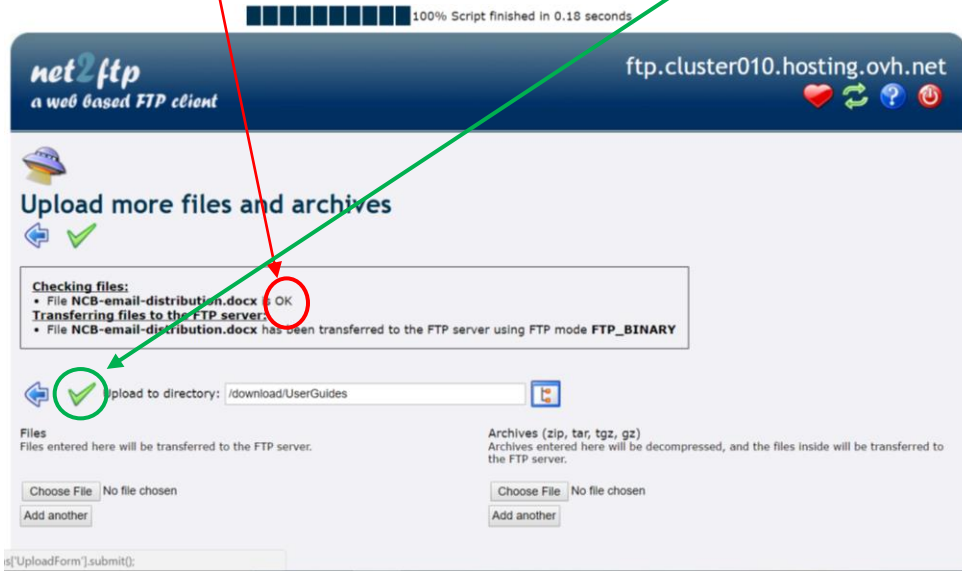 100% Script finished in 0.18 seconds
net2ftp
a web based FTP client
ftp.cluster010.hosting.ovh.net
Upload more files and archives
Checking files:
• File NCB-email-distribution.docx is OK
Transferring files to the FTP server:
• File NCB-email-distribution.docx has been transferred to the FTP server using FTP mode FTP_BINARY
Upload to directory: /download/UserGuides
Files
Files entered here will be transferred to the FTP server.
Choose File No file chosen
Add another
Archives (zip, tar, tgz, gz)
Archives entered here will be decompressed, and the files inside will be transferred to
the FTP server.
Choose File No file chosen
Add another
s['UploadForm'].submit();